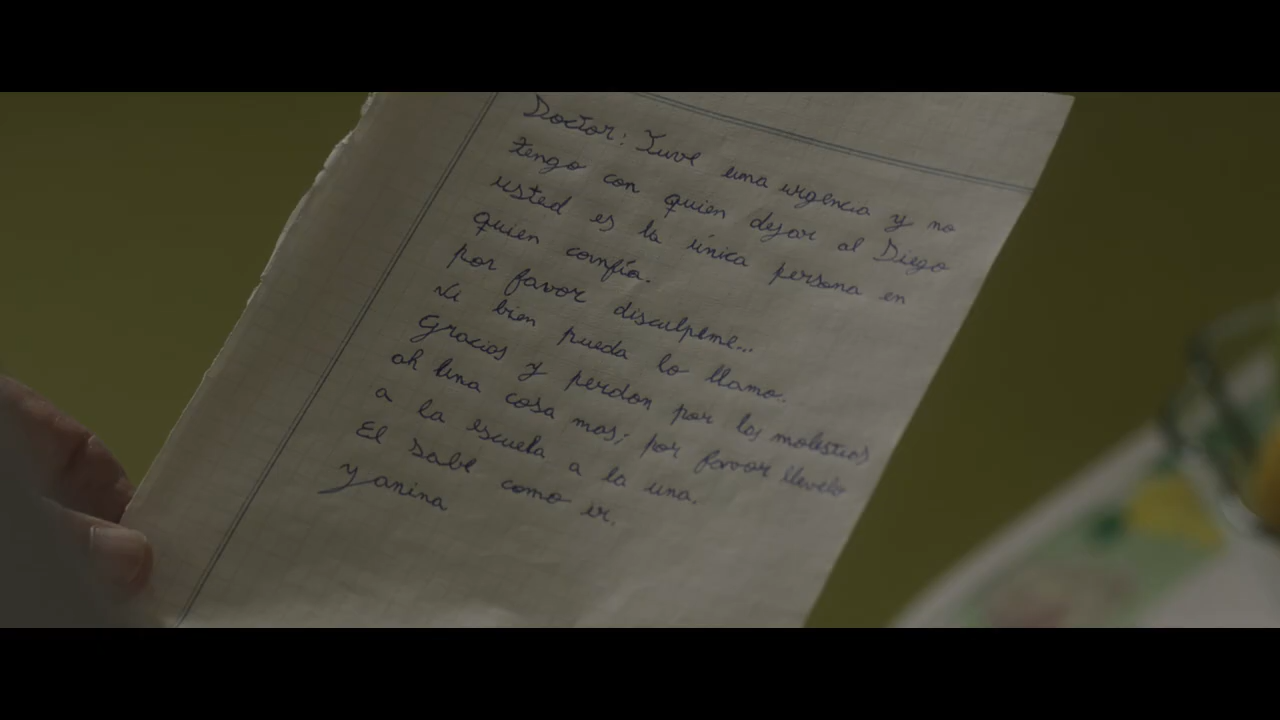 Doctor: Tuve una urgencia y no
tengo con quien dejar al Diego
usted es la única persona en
quien confía.
por favor disculpeme...
Ni bien pueda lo llamo.
Gracias y perdon por las molestias
ah Una cosa mas; por favor llevelo
a la escuela a la una.
El sabe como ir.
Yanina